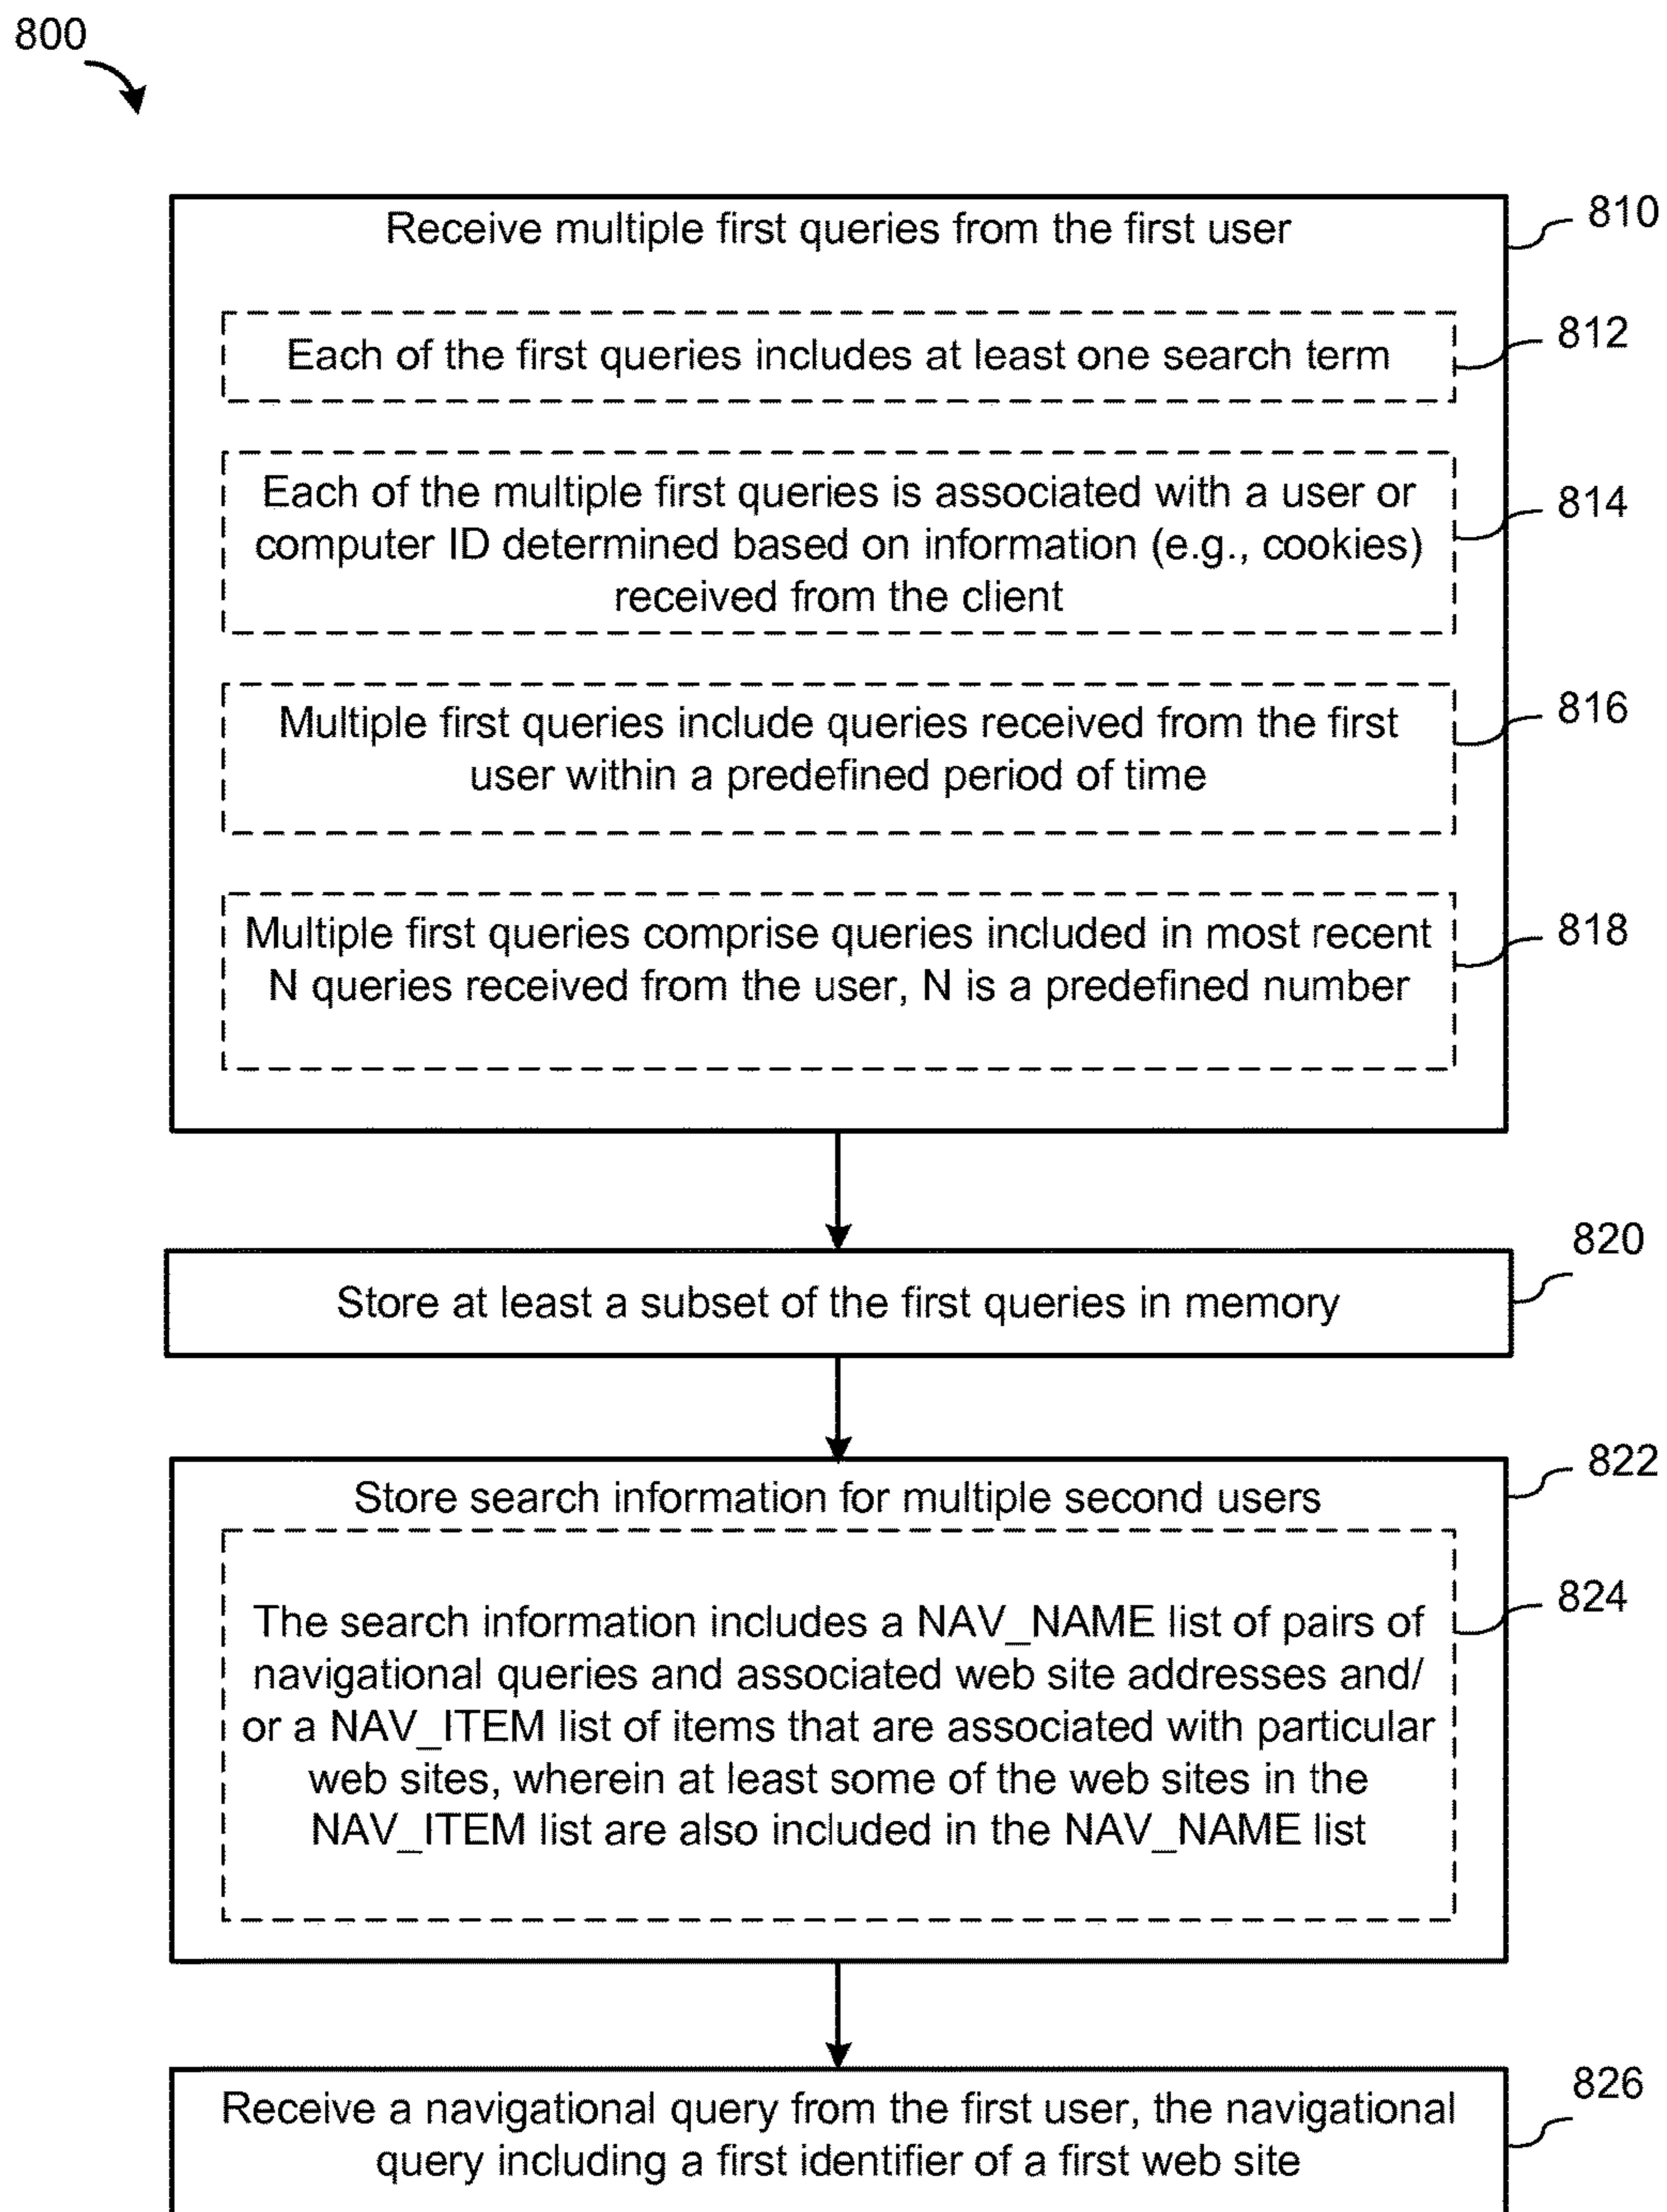 800
Receive multiple first queries from the first user
810
Each of the first queries includes at least one search term
812
Each of the multiple first queries is associated with a user or
computer ID determined based on information (e.g., cookies)
received from the client
814
Multiple first queries include queries received from the first
user within a predefined period of time
816
Multiple first queries comprise queries included in most recent
N queries received from the user, N is a predefined number
818
Store at least a subset of the first queries in memory
820
Store search information for multiple second users
822
The search information includes a NAV_NAME list of pairs of
navigational queries and associated web site addresses and/
or a NAV_ITEM list of items that are associated with particular
web sites, wherein at least some of the web sites in the
NAV_ITEM list are also included in the NAV_NAME list
824
Receive a navigational query from the first user, the navigational
query including a first identifier of a first web site
826